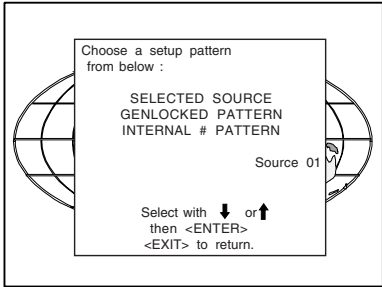 Choose a setup pattern
from below :
SELECTED SOURCE
GENLOCKED PATTERN
INTERNAL # PATTERN
Source 01
Select with ↓ or ↑
then <ENTER>
<EXIT> to return.